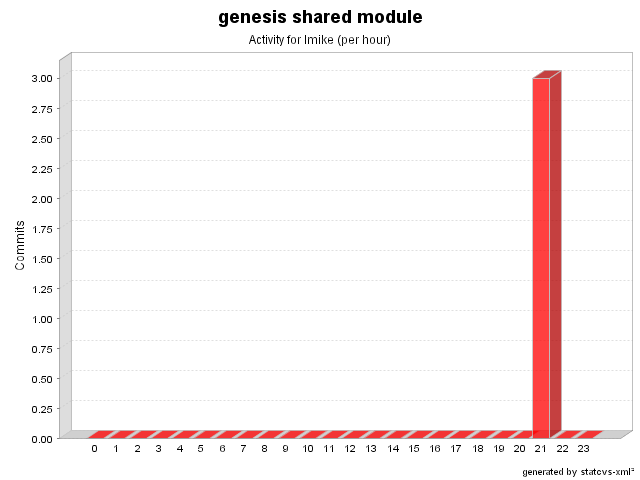 genesis shared module
Activity for lmike (per hour)
3.00
2.75
2.50
2.25
2.00
1.75
1.50
1.25
1.00
0.75
0.50
0.25
0.00
Commits
0 1 2 3 4 5 6 7 8 9 10 11 12 13 14 15 16 17 18 19 20 21 22 23
generated by statcvs-xml²